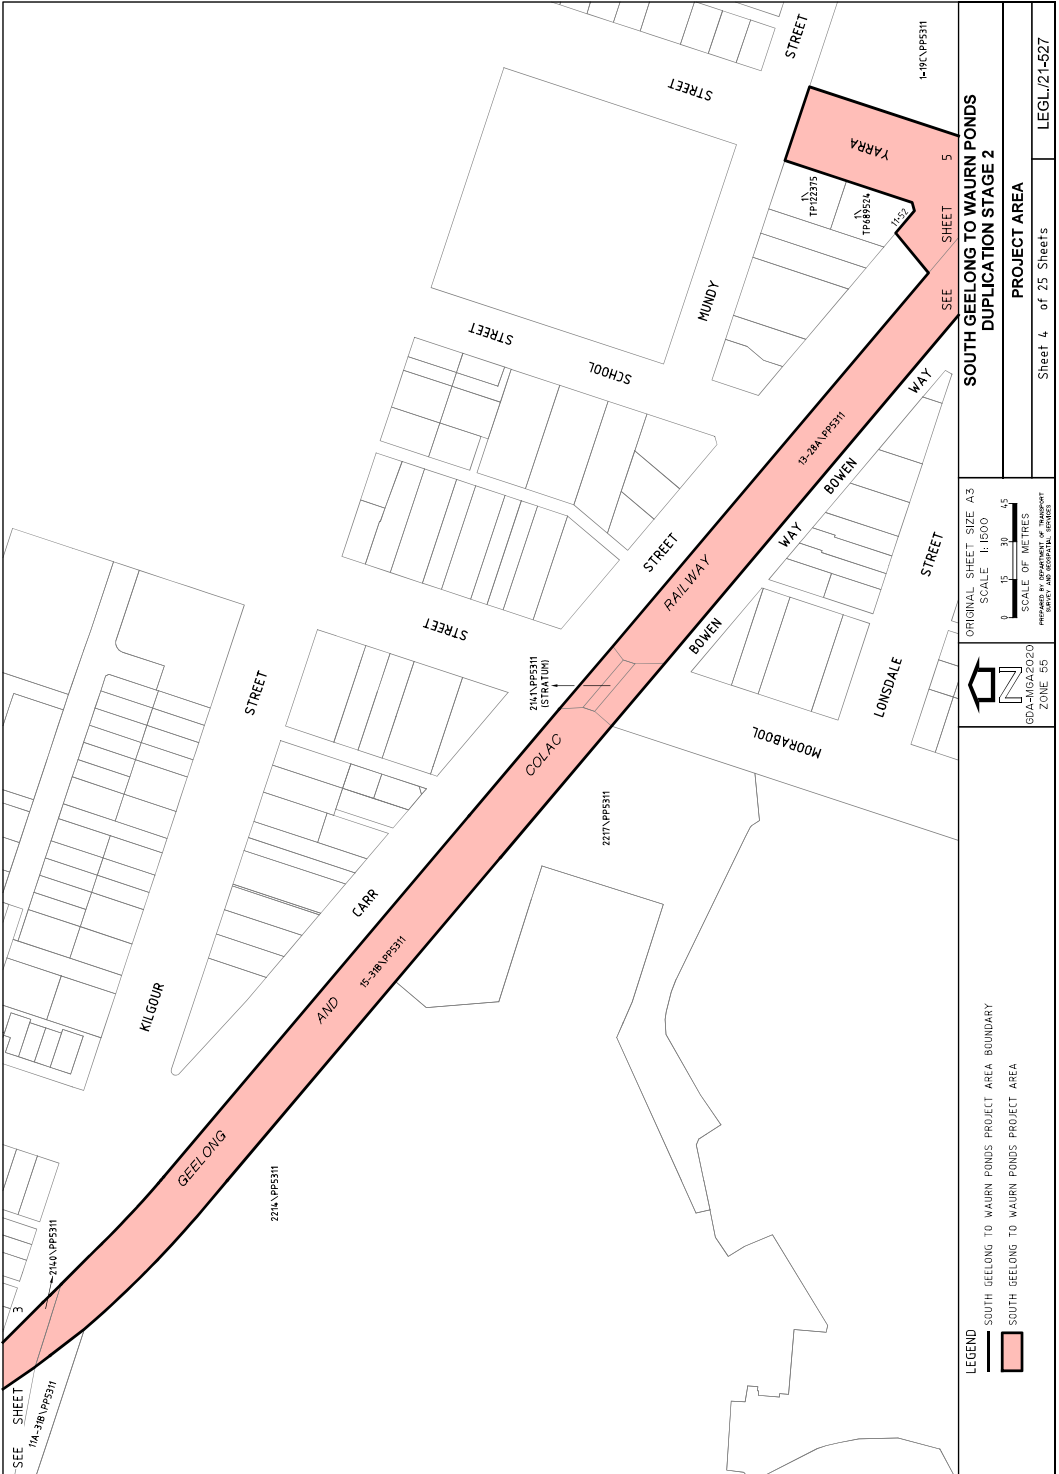 SEE SHEET 3
11A-31B\PP5311
2140\PP5311
GEELONG AND COLAC RAILWAY
2214\PP5311
KILGOUR STREET
15-31B\PP5311
CARR STREET
STREET
2141\PP5311
(STRATUM)
2217\PP5311
MOORABOOL
BOWEN WAY
BOWEN WAY
LONSDALE STREET
13-28A\PP5311
SCHOOL STREET
MUNDY STREET
STREET
YARRA
1\
TP122375
1\
TP689524
11-52
1-19C\PP5311
SEE SHEET 5
LEGEND
SOUTH GEELONG TO WAURN PONDS PROJECT AREA BOUNDARY
SOUTH GEELONG TO WAURN PONDS PROJECT AREA
N
GDA-MGA2020
ZONE 55
ORIGINAL SHEET SIZE A3
SCALE 1:1500
0 15 30 45
SCALE OF METRES
PREPARED BY DEPARTMENT OF TRANSPORT
SURVEY AND GEOSPATIAL SERVICES
SOUTH GEELONG TO WAURN PONDS
DUPLICATION STAGE 2
PROJECT AREA
Sheet 4 of 25 Sheets
LEGL./21-527